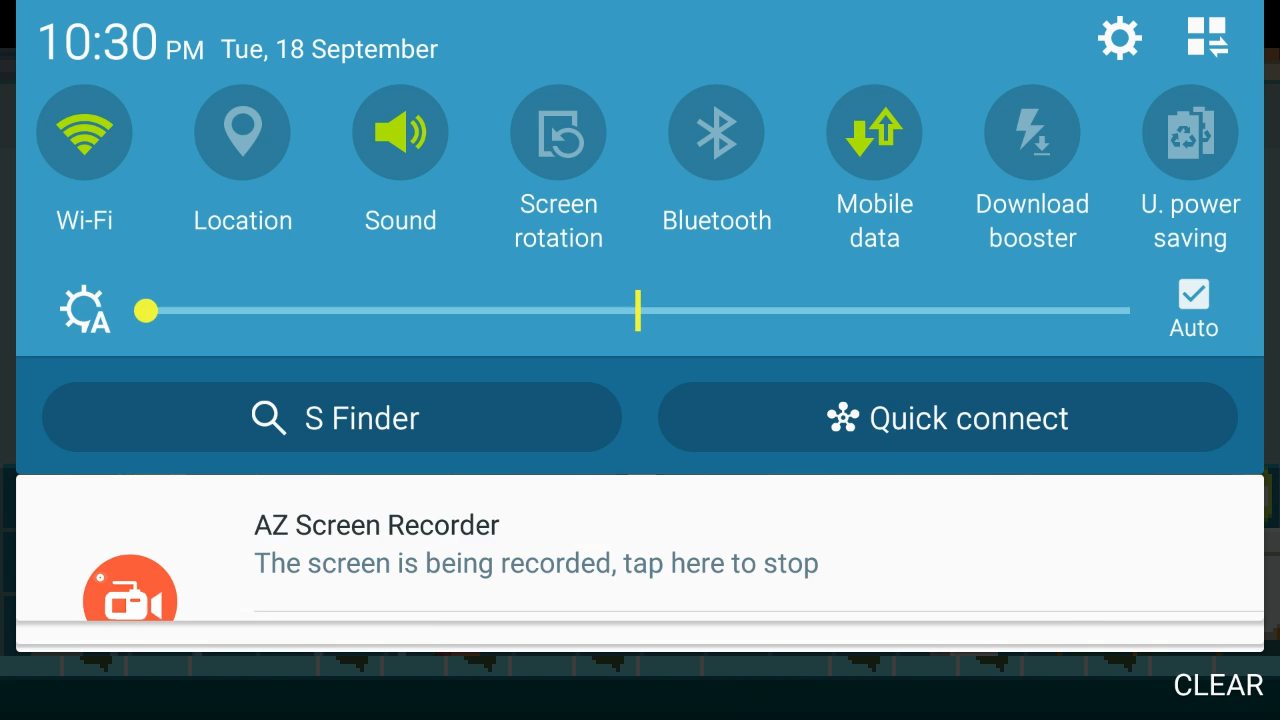 10:30 PM Tue, 18 September
Wi-Fi
Location
Sound
Screen
rotation
Bluetooth
Mobile
data
Download
booster
U. power
saving
A
Auto
S Finder
Quick connect
AZ Screen Recorder
The screen is being recorded, tap here to stop
CLEAR